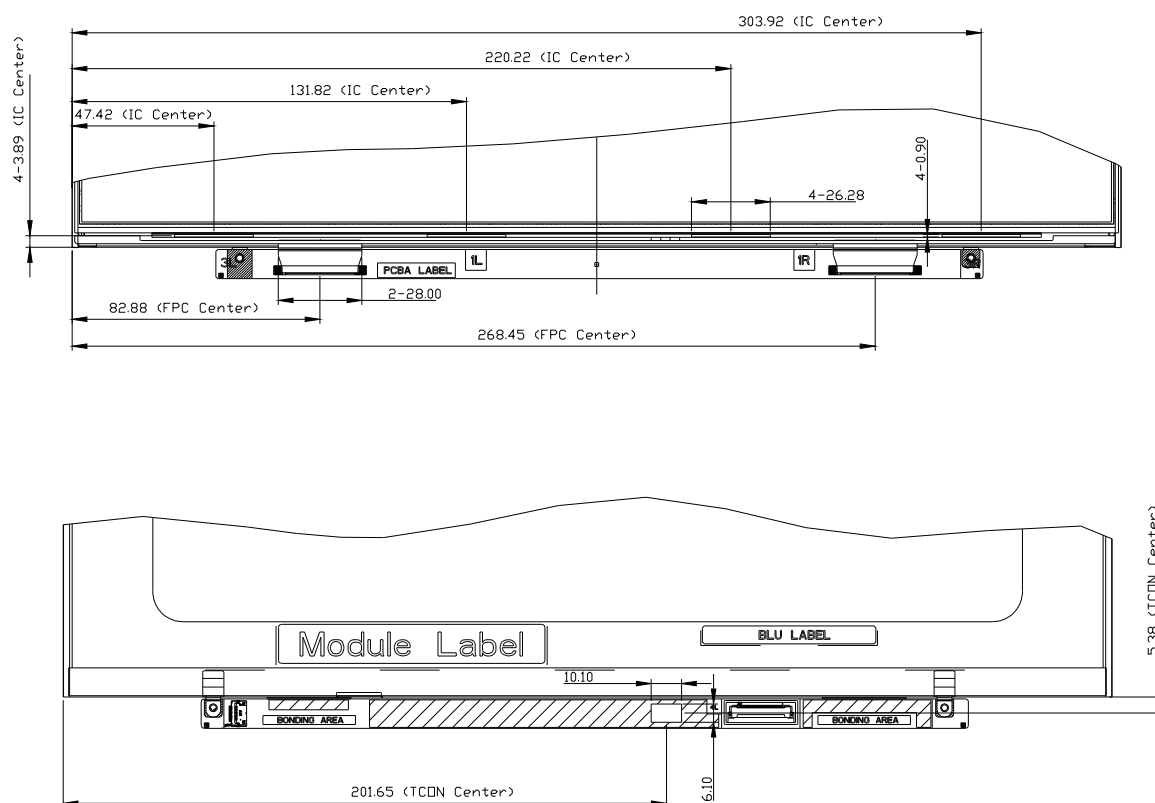 303.92 (IC Center)
220.22 (IC Center)
131.82 (IC Center)
47.42 (IC Center)
4-3.89 (IC Center)
4-0.90
4-26.28
3L
PCBA LABEL
1L
1R
2-28.00
82.88 (FPC Center)
268.45 (FPC Center)
5.38 (TCON Center)
Module Label
BLU LABEL
10.10
BONDING AREA
BONDING AREA
6.10
201.65 (TCON Center)